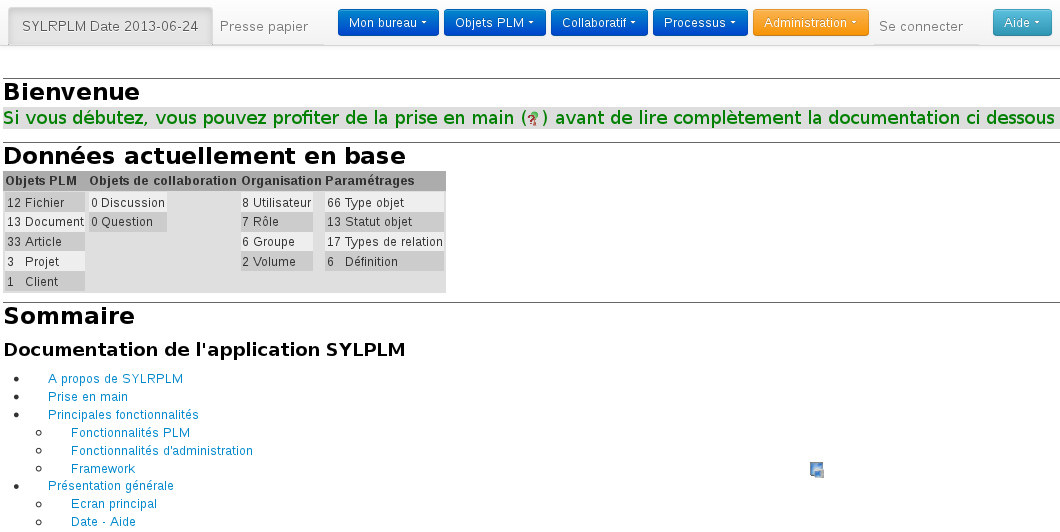 SYLRPLM Date 2013-06-24 Presse papier Mon bureau Objets PLM Collaboratif Processus Administration Se connecter Aide
Bienvenue
Si vous débutez, vous pouvez profiter de la prise en main ( ) avant de lire complètement la documentation ci dessous
Données actuellement en base
Objets PLM Objets de collaboration Organisation Paramétrages
12 Fichier 0 Discussion 8 Utilisateur 66 Type objet
13 Document 0 Question 7 Rôle 13 Statut objet
33 Article 6 Groupe 17 Types de relation
3 Projet 2 Volume 6 Définition
1 Client
Sommaire
Documentation de l'application SYLPLM
A propos de SYLRPLM
Prise en main
Principales fonctionnalités
Fonctionnalités PLM
Fonctionnalités d'administration
Framework
Présentation générale
Ecran principal
Date - Aide